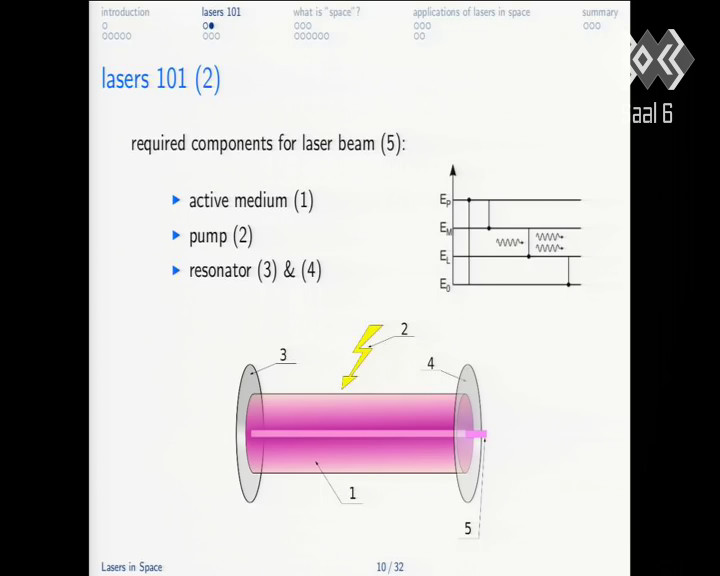 introduction lasers 101 what is "space"? applications of lasers in space summary
lasers 101 (2)
required components for laser beam (5):
active medium (1)
pump (2)
resonator (3) & (4)
E_P
E_M
E_L
E_0
2
3
4
1
5
Lasers in Space 10 / 32
aal 6